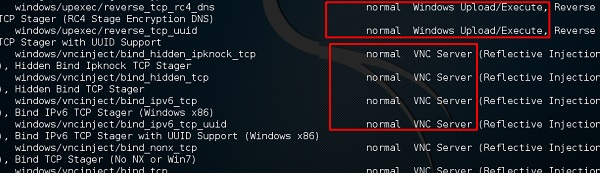 windows/upexec/reverse_tcp_rc4_dns normal Windows Upload/Execute, Reverse
TCP Stager (RC4 Stage Encryption DNS)
windows/upexec/reverse_tcp_uuid normal Windows Upload/Execute, Reverse
TCP Stager with UUID Support
windows/vncinject/bind_hidden_ipknock_tcp normal VNC Server (Reflective Injection
), Hidden Bind Ipknock TCP Stager
windows/vncinject/bind_hidden_tcp normal VNC Server (Reflective Injection
), Hidden Bind TCP Stager
windows/vncinject/bind_ipv6_tcp normal VNC Server (Reflective Injection
), Bind IPv6 TCP Stager (Windows x86)
windows/vncinject/bind_ipv6_tcp_uuid normal VNC Server (Reflective Injection
), Bind IPv6 TCP Stager with UUID Support (Windows x86)
windows/vncinject/bind_nonx_tcp normal VNC Server (Reflective Injection
), Bind TCP Stager (No NX or Win7)
windows/vncinject/bind_tcp normal VNC Server (Reflective Injection